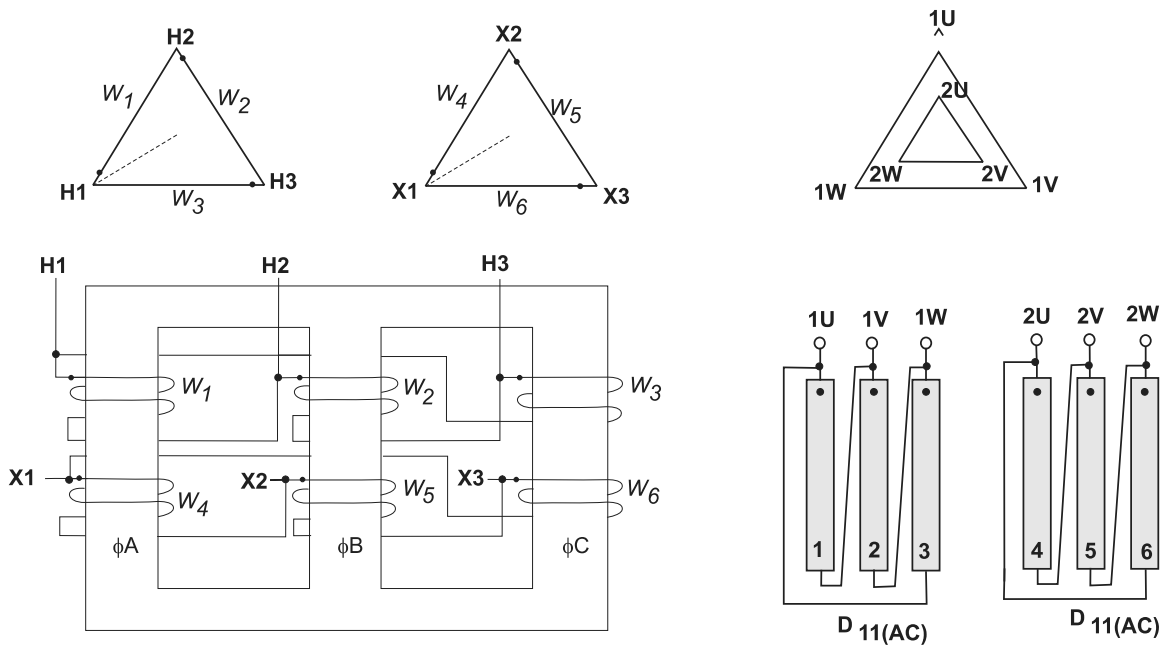 H2
W1
W2
H1
H3
W3
X2
W4
W5
X1
X3
W6
1U
^
2U
2W
2V
1W
1V
H1
H2
H3
W1
W2
W3
X1
X2
X3
W4
W5
W6
ϕA
ϕB
ϕC
1U 1V 1W
1 2 3
D 11(AC)
2U 2V 2W
4 5 6
D 11(AC)